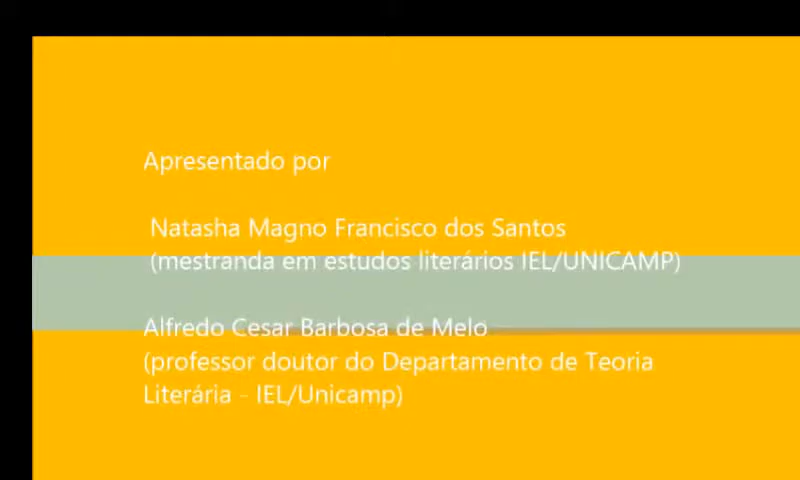 Apresentado por
Natasha Magno Francisco dos Santos
(mestranda em estudos literários IEL/UNICAMP)
Alfredo Cesar Barbosa de Melo
(professor doutor do Departamento de Teoria
Literária - IEL/Unicamp)